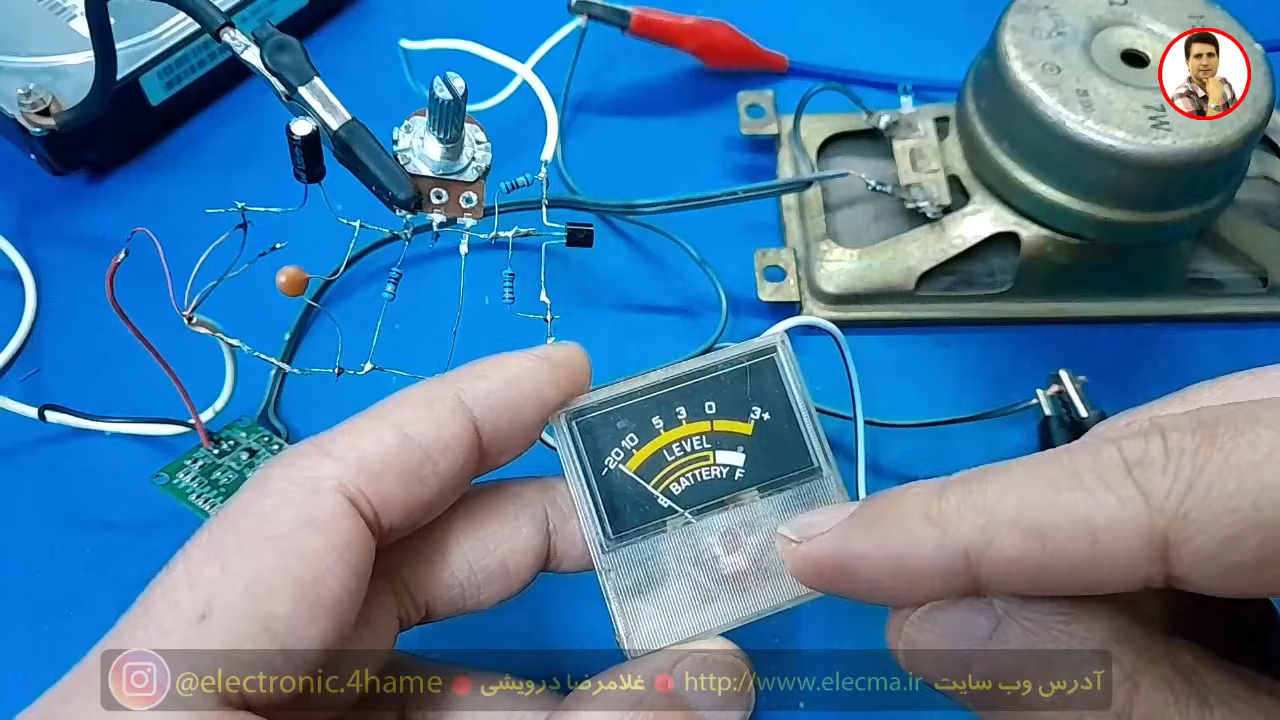 7W
-20 10 5 3 0 3
LEVEL
BATTERY F
@electronic.4hame • غلامرضا درویشی • http://www.elecma.ir آدرس وب سایت